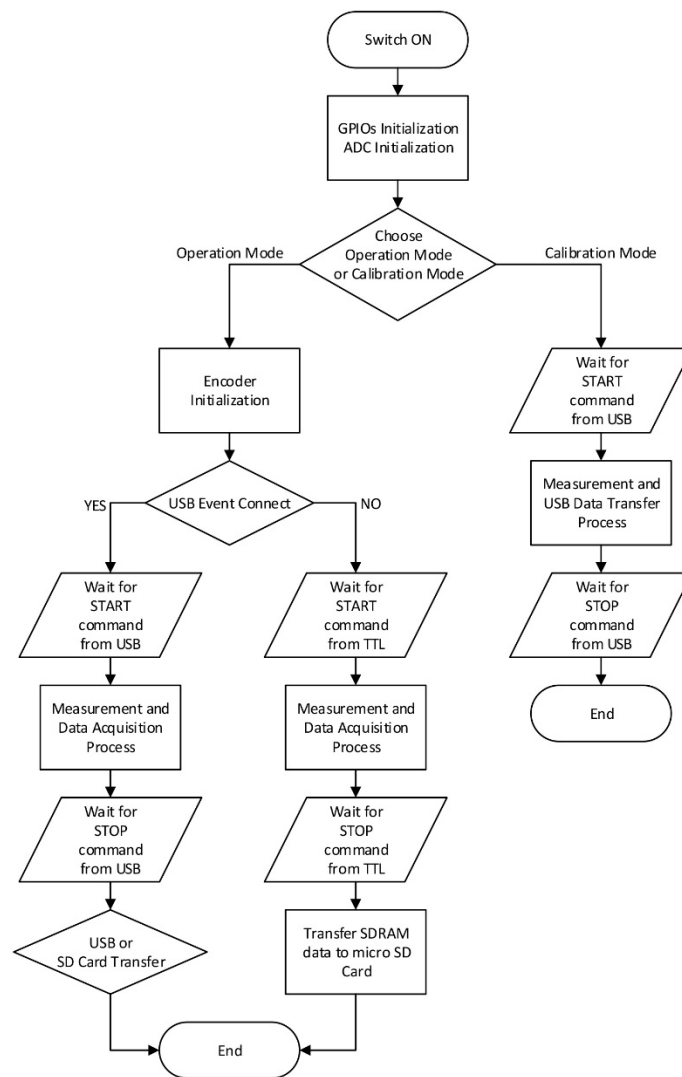 Switch ON
GPIOs Initialization
ADC Initialization
Choose
Operation Mode
or Calibration Mode
Operation Mode
Calibration Mode
Encoder
Initialization
Wait for
START
command
from USB
USB Event Connect
YES
NO
Measurement and
USB Data Transfer
Process
Wait for
START
command
from USB
Wait for
START
command
from TTL
Wait for
STOP
command
from USB
Measurement and
Data Acquisition
Process
Measurement and
Data Acquisition
Process
End
Wait for
STOP
command
from USB
Wait for
STOP
command
from TTL
USB or
SD Card Transfer
Transfer SDRAM
data to micro SD
Card
End